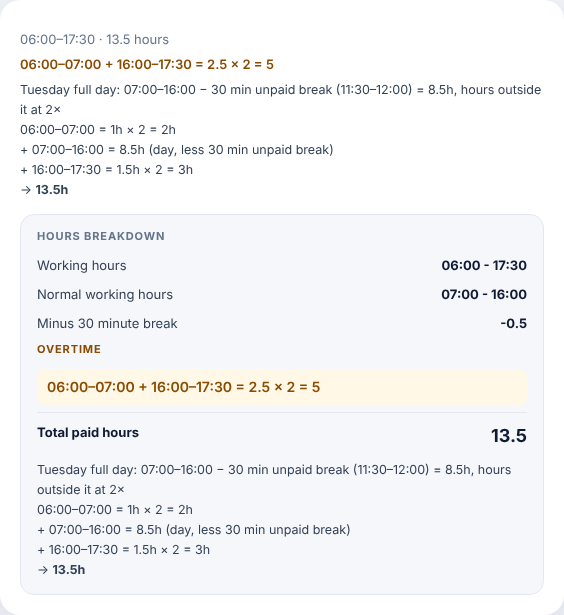 06:00–17:30 · 13.5 hours
06:00–07:00 + 16:00–17:30 = 2.5 × 2 = 5
Tuesday full day: 07:00–16:00 − 30 min unpaid break (11:30–12:00) = 8.5h, hours outside
it at 2×
06:00–07:00 = 1h × 2 = 2h
+ 07:00–16:00 = 8.5h (day, less 30 min unpaid break)
+ 16:00–17:30 = 1.5h × 2 = 3h
→ 13.5h
HOURS BREAKDOWN
Working hours 06:00 - 17:30
Normal working hours 07:00 - 16:00
Minus 30 minute break -0.5
OVERTIME
06:00–07:00 + 16:00–17:30 = 2.5 × 2 = 5
Total paid hours 13.5
Tuesday full day: 07:00–16:00 − 30 min unpaid break (11:30–12:00) = 8.5h, hours
outside it at 2×
06:00–07:00 = 1h × 2 = 2h
+ 07:00–16:00 = 8.5h (day, less 30 min unpaid break)
+ 16:00–17:30 = 1.5h × 2 = 3h
→ 13.5h